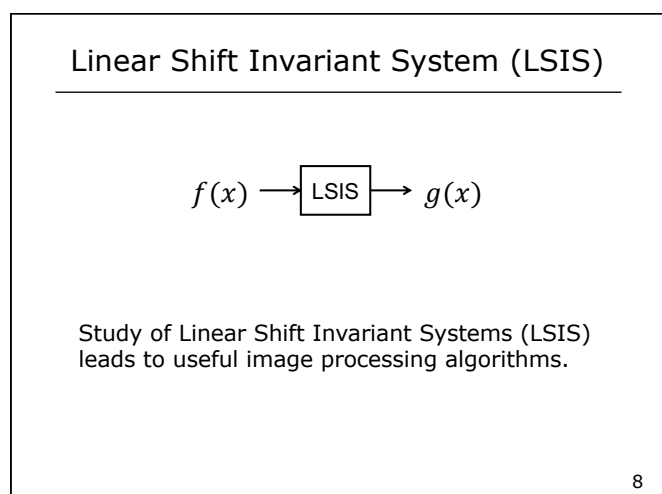 Linear Shift Invariant System (LSIS)
f(x) → LSIS → g(x)
Study of Linear Shift Invariant Systems (LSIS)
leads to useful image processing algorithms.
8